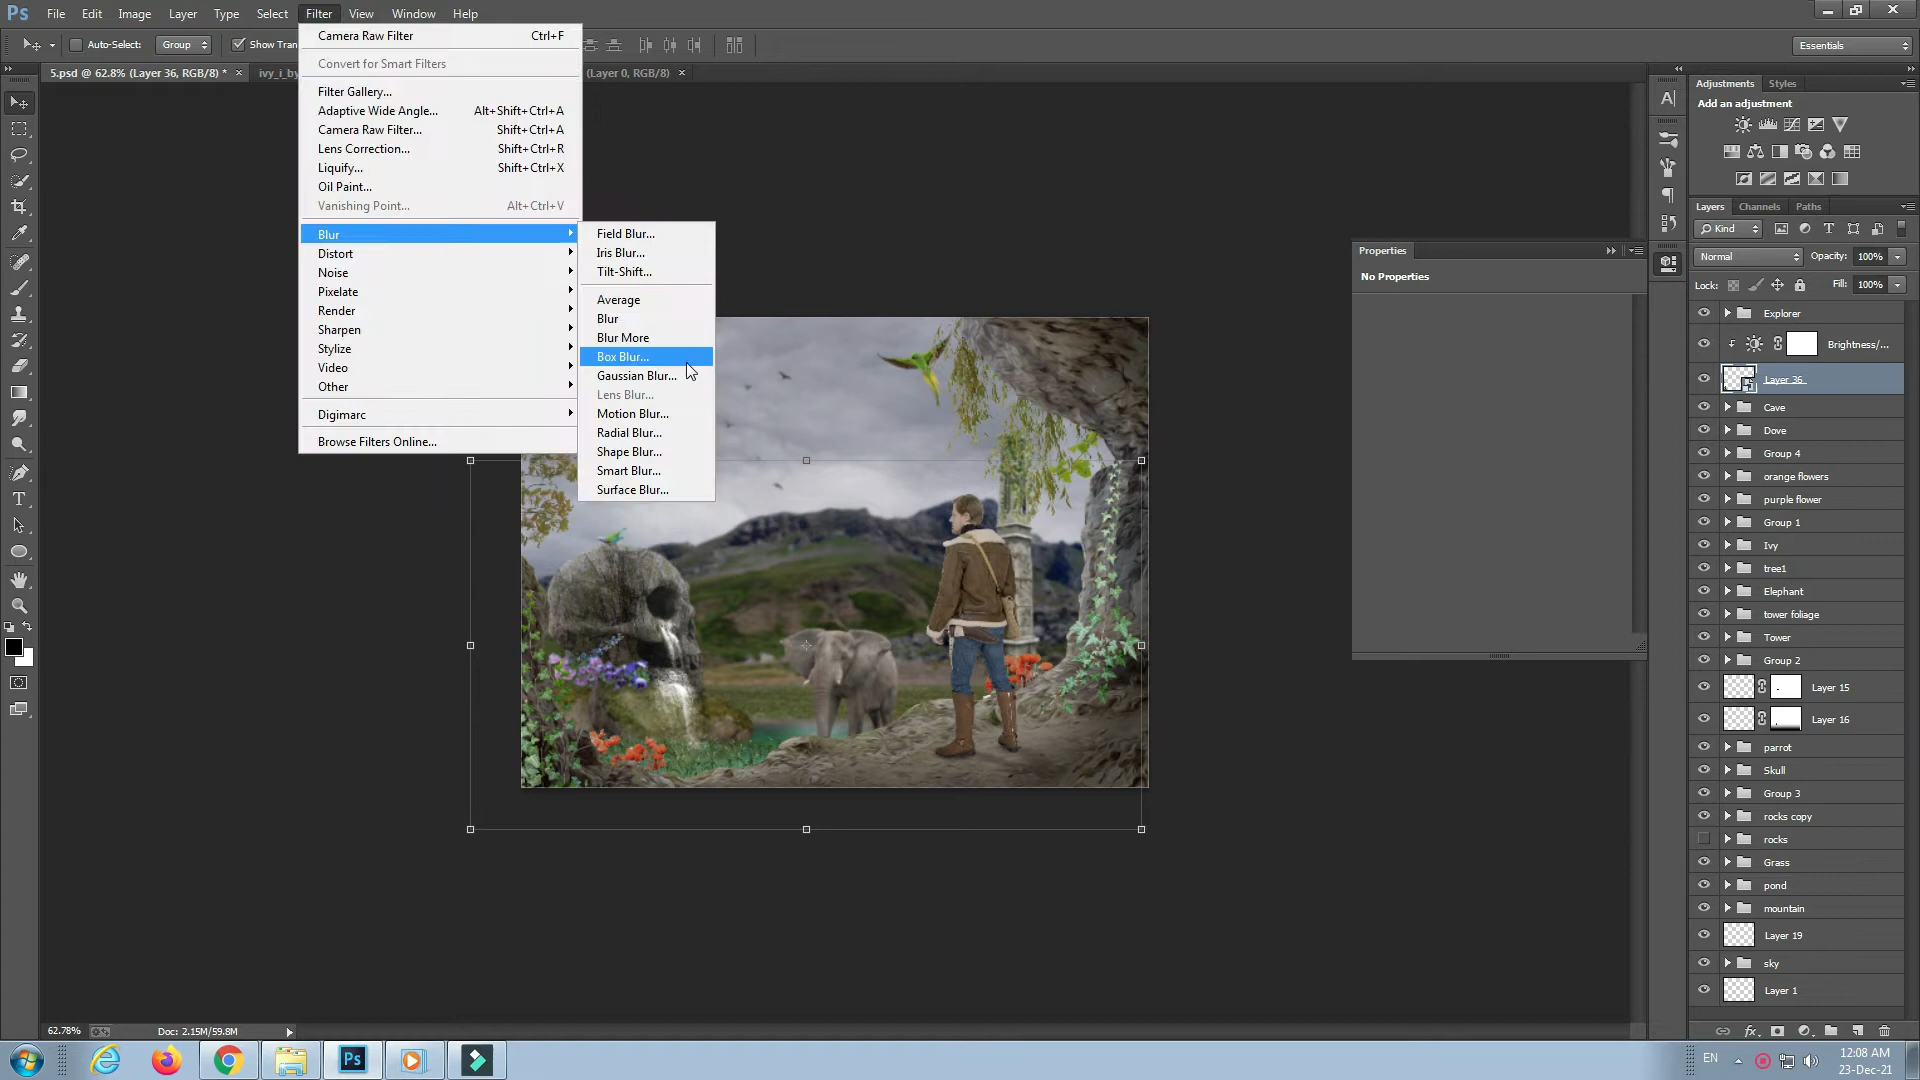 Ps File Edit Image Layer Type Select Filter View Window Help
Auto-Select: Group Show Tran Essentials
5.psd @ 62.8% (Layer 36, RGB/8) * × ivy_i_by (Layer 0, RGB/8) ×
Camera Raw Filter Ctrl+F
Convert for Smart Filters
Filter Gallery...
Adaptive Wide Angle... Alt+Shift+Ctrl+A
Camera Raw Filter... Shift+Ctrl+A
Lens Correction... Shift+Ctrl+R
Liquify... Shift+Ctrl+X
Oil Paint...
Vanishing Point... Alt+Ctrl+V
Blur
Distort
Noise
Pixelate
Render
Sharpen
Stylize
Video
Other
Digimarc
Browse Filters Online...
Field Blur...
Iris Blur...
Tilt-Shift...
Average
Blur
Blur More
Box Blur...
Gaussian Blur...
Lens Blur...
Motion Blur...
Radial Blur...
Shape Blur...
Smart Blur...
Surface Blur...
Properties
No Properties
Adjustments Styles
Add an adjustment
Layers Channels Paths
Kind
Normal Opacity: 100%
Lock: Fill: 100%
Explorer
Brightness/...
Layer 36
Cave
Dove
Group 4
orange flowers
purple flower
Group 1
Ivy
tree1
Elephant
tower foliage
Tower
Group 2
Layer 15
Layer 16
parrot
Skull
Group 3
rocks copy
rocks
Grass
pond
mountain
Layer 19
sky
Layer 1
62.78% Doc: 2.15M/59.8M
EN 12:08 AM
23-Dec-21